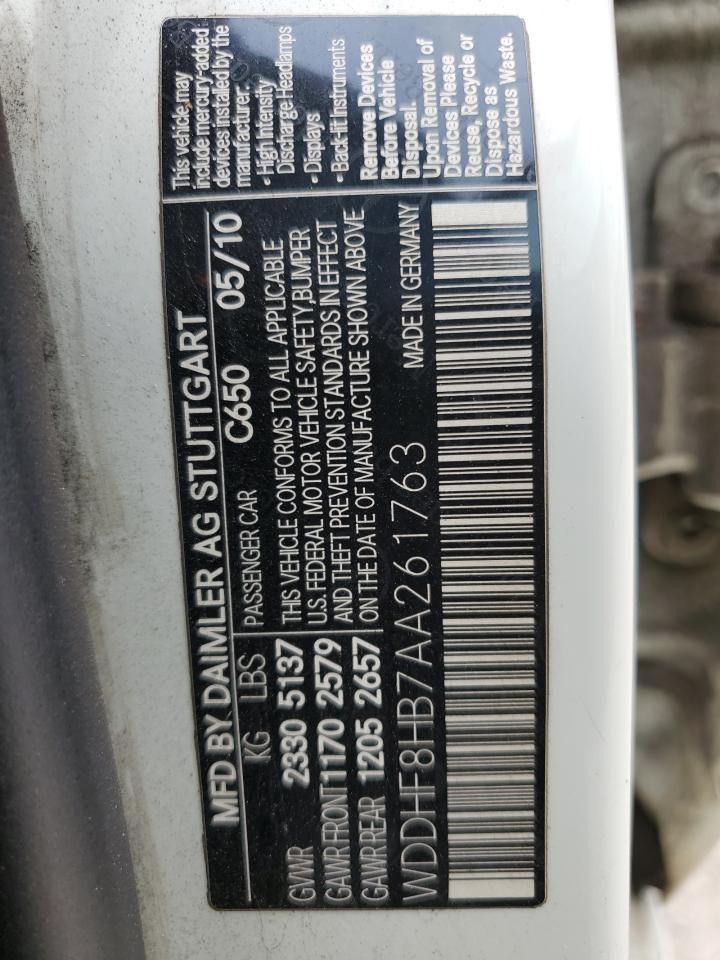 MFD BY DAIMLER AG STUTTGART
C650 05/10
KG LBS PASSENGER CAR
GVWR 2330 5137
GAWR FRONT 1170 2579
GAWR REAR 1205 2657
THIS VEHICLE CONFORMS TO ALL APPLICABLE
U.S. FEDERAL MOTOR VEHICLE SAFETY,BUMPER
AND THEFT PREVENTION STANDARDS IN EFFECT
ON THE DATE OF MANUFACTURE SHOWN ABOVE
WDDHF8HB7AA261763 MADE IN GERMANY
This vehicle may
include mercury-added
devices installed by the
manufacturer:
• High Intensity
Discharge Headlamps
• Displays
• Back-lit Instruments
Remove Devices
Before Vehicle
Disposal.
Upon Removal of
Devices Please
Reuse, Recycle or
Dispose as
Hazardous Waste.